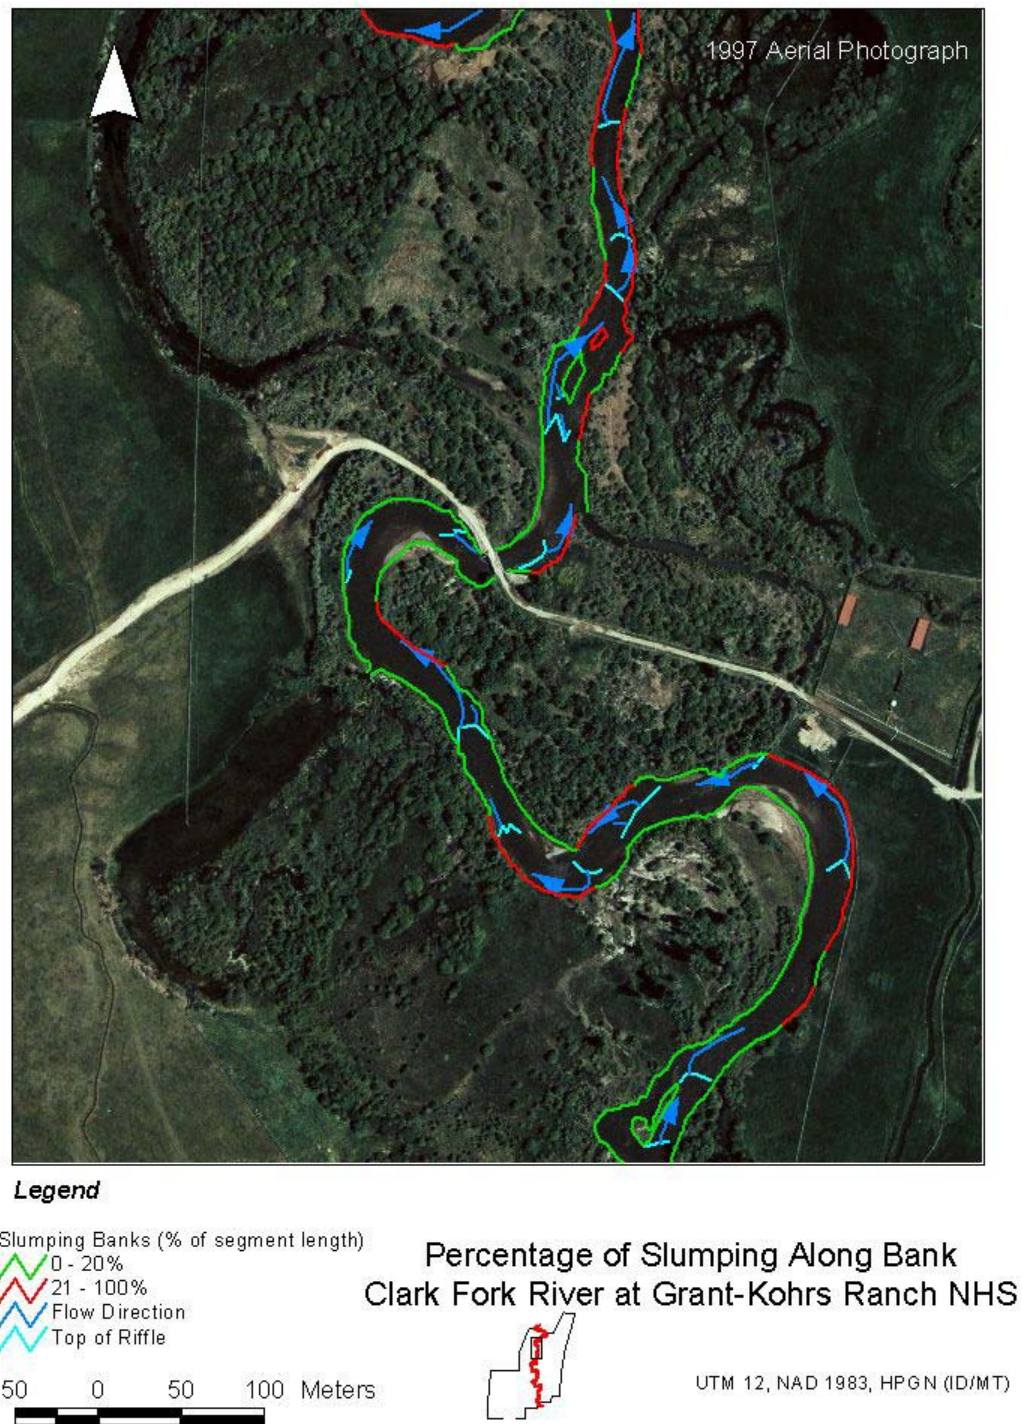 1997 Aerial Photograph
Legend
Slumping Banks (% of segment length)
0 - 20%
21 - 100%
Flow Direction
Top of Riffle
Percentage of Slumping Along Bank
Clark Fork River at Grant-Kohrs Ranch NHS
50 0 50 100 Meters
UTM 12, NAD 1983, HPGN (ID/MT)